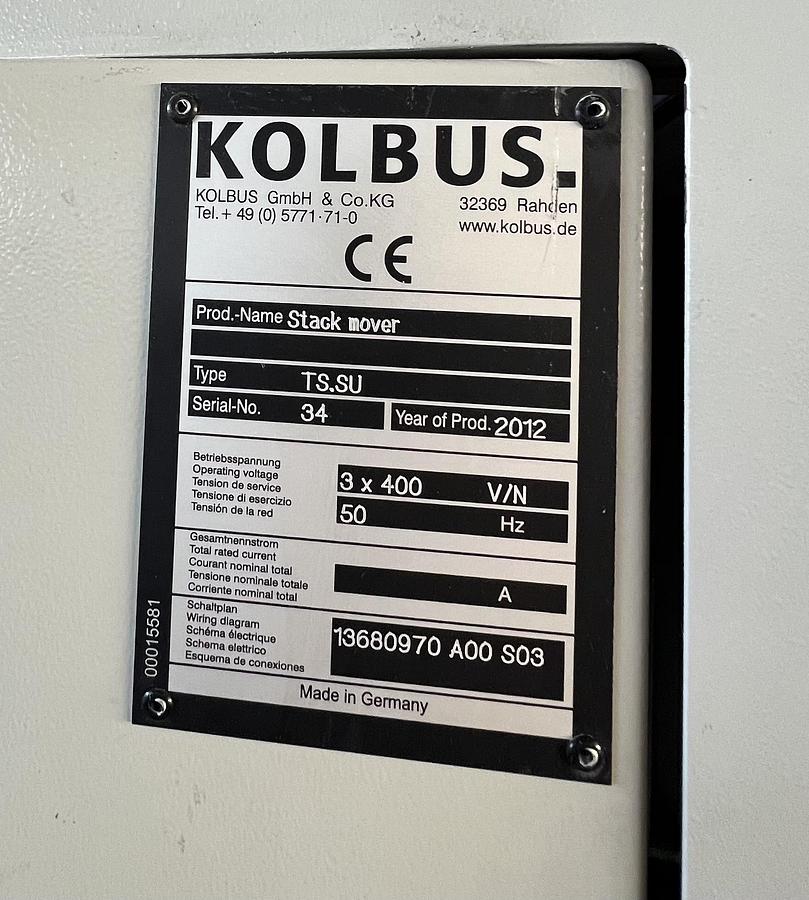 KOLBUS.
KOLBUS GmbH & Co.KG 32369 Rahden
Tel.+ 49 (0) 5771-71-0 www.kolbus.de
CE
Prod.-Name Stack mover
Type TS.SU
Serial-No. 34 Year of Prod. 2012
Betriebsspannung
Operating voltage
Tension de service
Tensione di esercizio
Tensión de la red
3 x 400 V/N
50 Hz
Gesamtnennstrom
Total rated current
Courant nominal total
Tensione nominale totale
Corriente nominal total
A
Schaltplan
Wiring diagram
Schéma électrique
Schema elettrico
Esquema de conexiones
13680970 A00 S03
Made in Germany
00015581